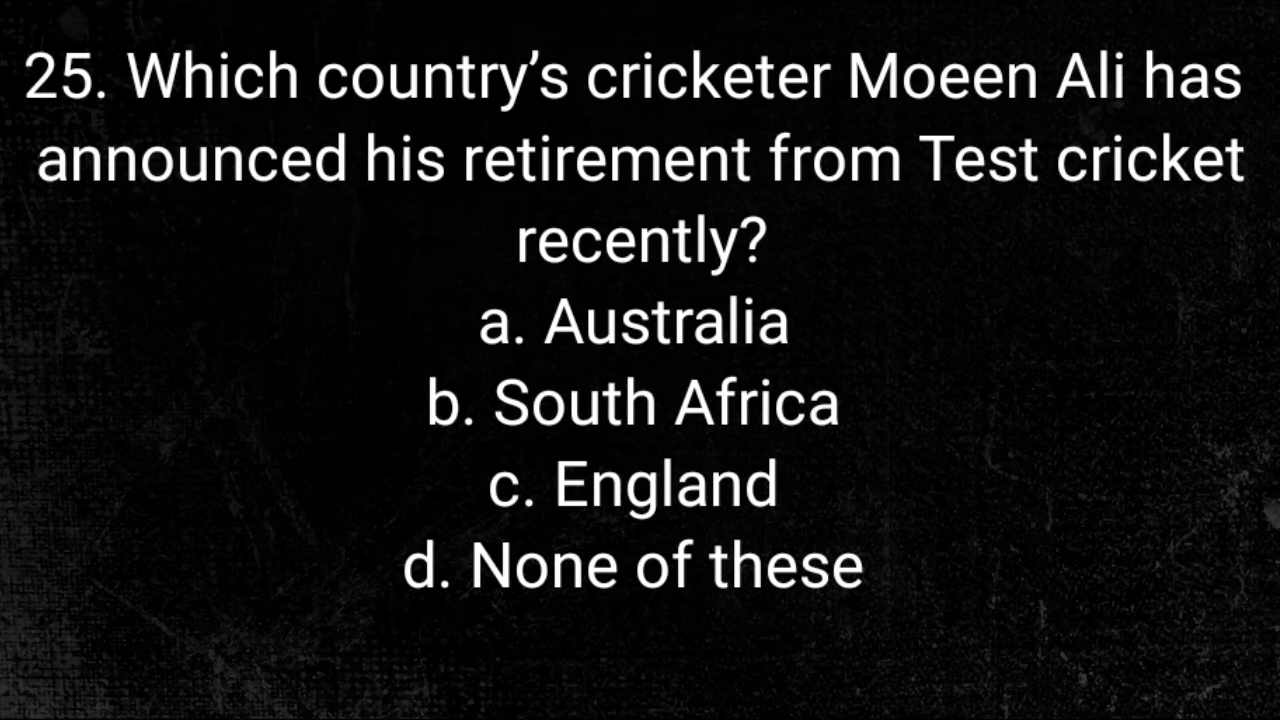 25. Which country’s cricketer Moeen Ali has
announced his retirement from Test cricket
recently?
a. Australia
b. South Africa
c. England
d. None of these